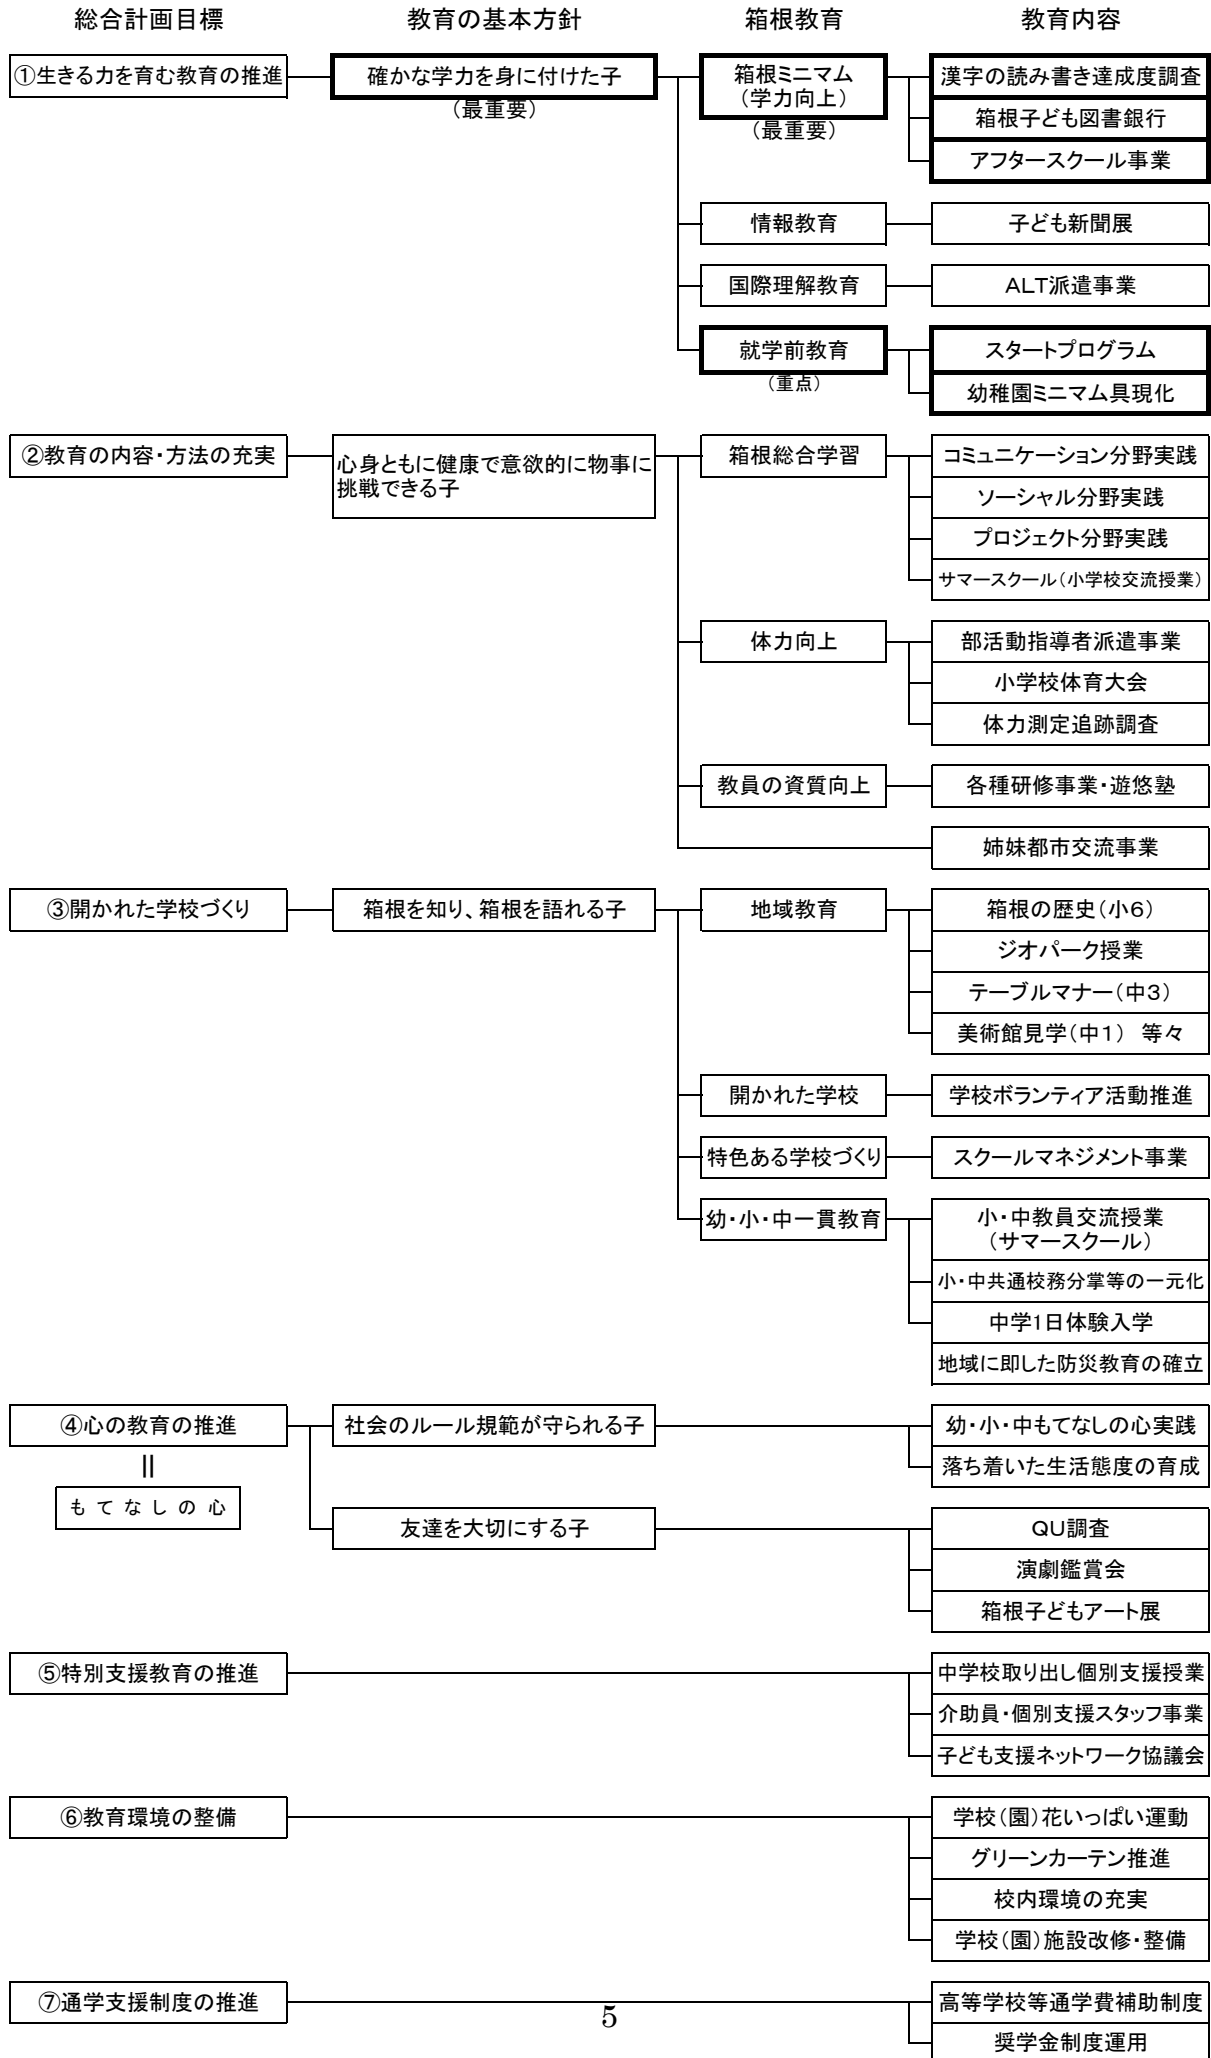 総合計画目標 教育の基本方針 箱根教育 教育内容
①生きる力を育む教育の推進 確かな学力を身に付けた子 箱根ミニマム 漢字の読み書き達成度調査
(最重要) (学力向上)
(最重要) 箱根子ども図書銀行
アフタースクール事業
情報教育 子ども新聞展
国際理解教育 ALT派遣事業
就学前教育 スタートプログラム
(重点) 幼稚園ミニマム具現化
②教育の内容・方法の充実 心身ともに健康で意欲的に物事に 箱根総合学習 コミュニケーション分野実践
挑戦できる子 ソーシャル分野実践
プロジェクト分野実践
サマースクール(小学校交流授業)
体力向上 部活動指導者派遣事業
小学校体育大会
体力測定追跡調査
教員の資質向上 各種研修事業・遊悠塾
姉妹都市交流事業
③開かれた学校づくり 箱根を知り、箱根を語れる子 地域教育 箱根の歴史(小6)
ジオパーク授業
テーブルマナー(中3)
美術館見学(中1) 等々
開かれた学校 学校ボランティア活動推進
特色ある学校づくり スクールマネジメント事業
幼・小・中一貫教育 小・中教員交流授業
(サマースクール)
小・中共通校務分掌等の一元化
中学1日体験入学
地域に即した防災教育の確立
④心の教育の推進 社会のルール規範が守られる子 幼・小・中もてなしの心実践
|| 落ち着いた生活態度の育成
もてなしの心
友達を大切にする子 QU調査
演劇鑑賞会
箱根子どもアート展
⑤特別支援教育の推進 中学校取り出し個別支援授業
介助員・個別支援スタッフ事業
子ども支援ネットワーク協議会
⑥教育環境の整備 学校(園)花いっぱい運動
グリーンカーテン推進
校内環境の充実
学校(園)施設改修・整備
⑦通学支援制度の推進 高等学校等通学費補助制度
5
奨学金制度運用